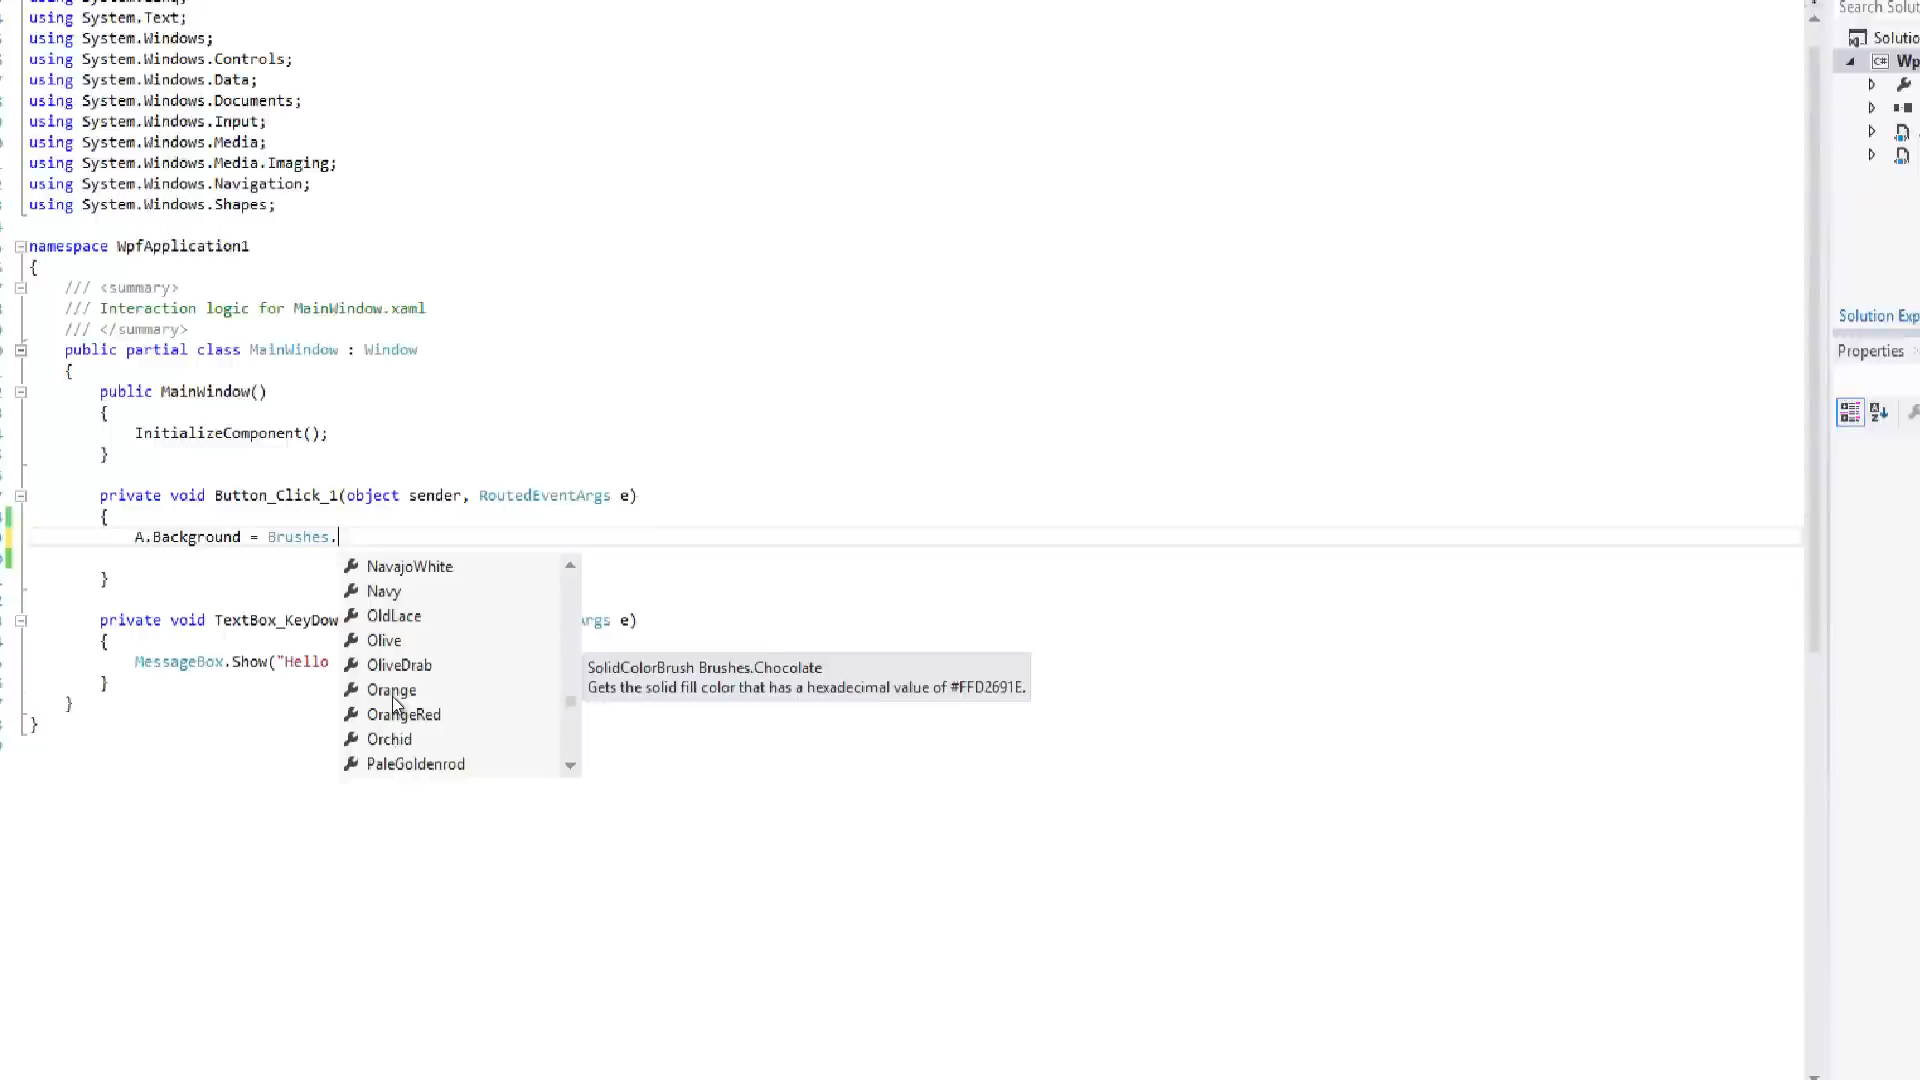 using System.Text;
using System.Windows;
using System.Windows.Controls;
using System.Windows.Data;
using System.Windows.Documents;
using System.Windows.Input;
using System.Windows.Media;
using System.Windows.Media.Imaging;
using System.Windows.Navigation;
using System.Windows.Shapes;
namespace WpfApplication1
{
/// <summary>
/// Interaction logic for MainWindow.xaml
/// </summary>
public partial class MainWindow : Window
{
public MainWindow()
{
InitializeComponent();
}
private void Button_Click_1(object sender, RoutedEventArgs e)
{
A.Background = Brushes.
}
private void TextBox_KeyDow
rgs e)
{
MessageBox.Show("Hello
}
}
}
NavajoWhite
Navy
OldLace
Olive
OliveDrab
Orange
OrangeRed
Orchid
PaleGoldenrod
SolidColorBrush Brushes.Chocolate
Gets the solid fill color that has a hexadecimal value of #FFD2691E.
Search Solut
Solutio
C# Wp
Solution Exp
Properties